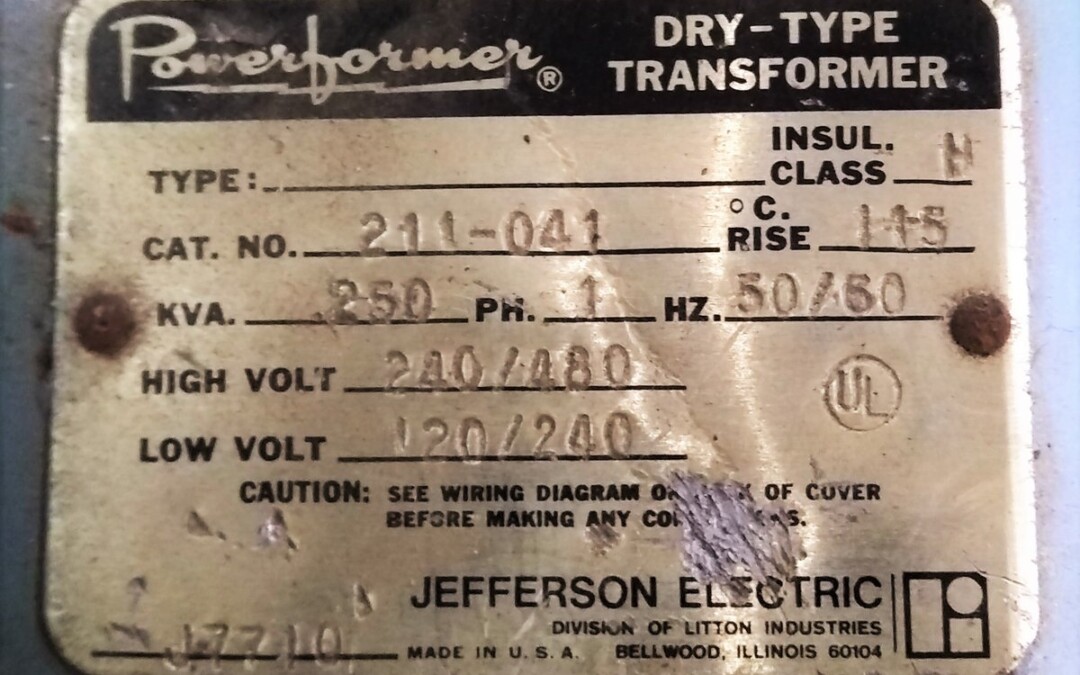 Powerformer® DRY-TYPE TRANSFORMER
TYPE: INSUL. CLASS H
CAT. NO. 211-041 °C. RISE 115
KVA. .250 PH. 1 HZ. 50/60
HIGH VOLT 240/480
UL
LOW VOLT 120/240
CAUTION: SEE WIRING DIAGRAM OF COVER
BEFORE MAKING ANY
JEFFERSON ELECTRIC
DIVISION OF LITTON INDUSTRIES
MADE IN U.S.A. BELLWOOD, ILLINOIS 60104